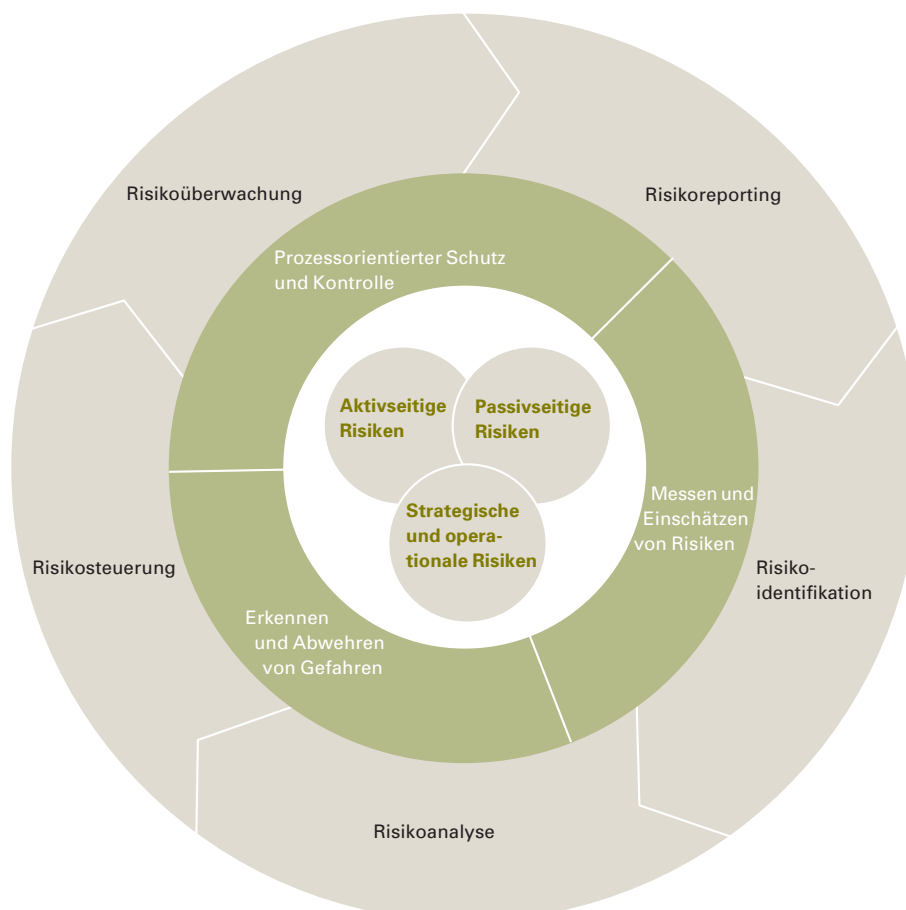 Risikoüberwachung
Risikoreporting
Prozessorientierter Schutz
und Kontrolle
Aktivseitige
Risiken
Passivseitige
Risiken
Messen und
Einschätzen
von Risiken
Strategische
und opera-
tionale Risiken
Risikosteuerung
Risiko-
identifikation
Erkennen
und Abwehren
von Gefahren
Risikoanalyse